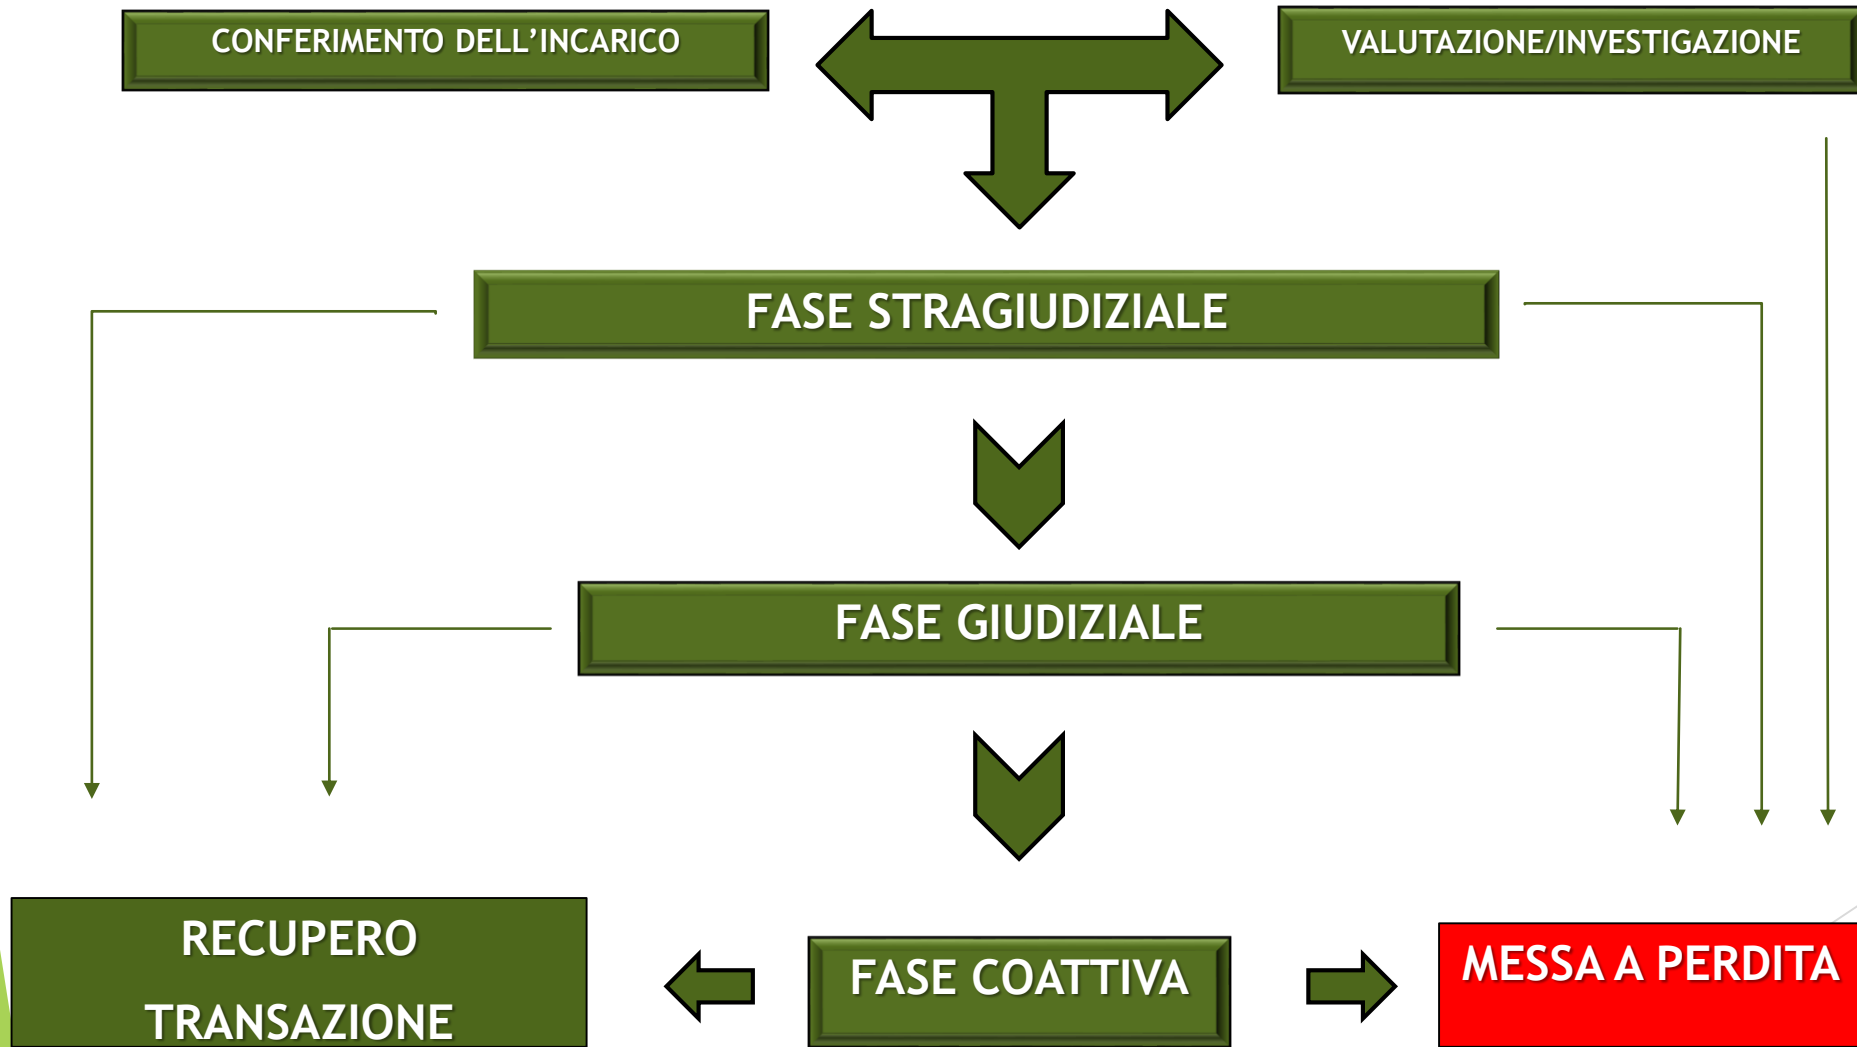 CONFERIMENTO DELL’INCARICO
VALUTAZIONE/INVESTIGAZIONE
FASE STRAGIUDIZIALE
FASE GIUDIZIALE
RECUPERO
TRANSAZIONE
FASE COATTIVA
MESSA A PERDITA